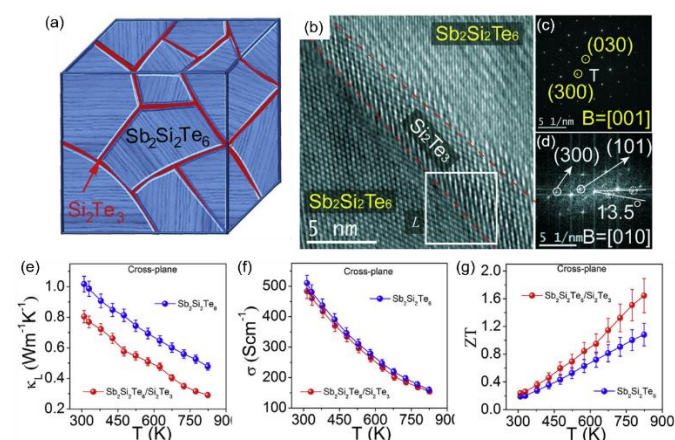 (a)
Sb₂Si₂Te₆
Si₂Te₃
(b)
Sb₂Si₂Te₆
Si₂Te₃
Sb₂Si₂Te₆
L
5 nm
(c)
(030)
T
(300)
5 1/nm
B=[001]
(d)
(300)
(101)
13.5°
5 1/nm
B=[010]
(e)
Cross-plane
Sb₂Si₂Te₆
Sb₂Si₂Te₆/Si₂Te₃
κL (Wm⁻¹K⁻¹)
1.0
0.8
0.6
0.4
0.2
300 450 600 750 900
T (K)
(f)
Cross-plane
Sb₂Si₂Te₆
Sb₂Si₂Te₆/Si₂Te₃
σ (Scm⁻¹)
500
400
300
200
100
0
300 450 600 750 900
T (K)
(g)
Cross-plane
Sb₂Si₂Te₆/Si₂Te₃
Sb₂Si₂Te₆
ZT
2.0
1.6
1.2
0.8
0.4
0.0
300 450 600 750 900
T (K)